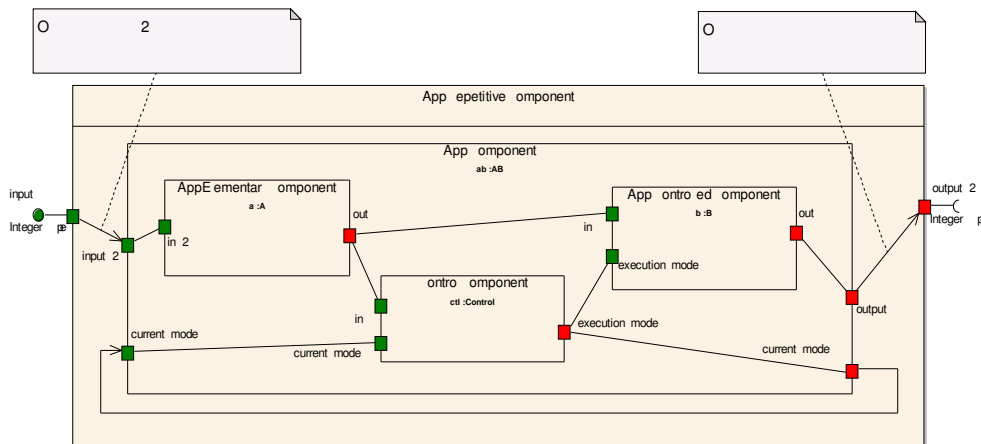 O 2
O
App epetitive omponent
App omponent
ab :AB
input
Integer pe
input 2
AppE ementar omponent
a :A
in 2
out
App ontro ed omponent
b :B
in
execution mode
out
output 2
Integer p
ontro omponent
ctl :Control
in
current mode
execution mode
current mode
current mode
output